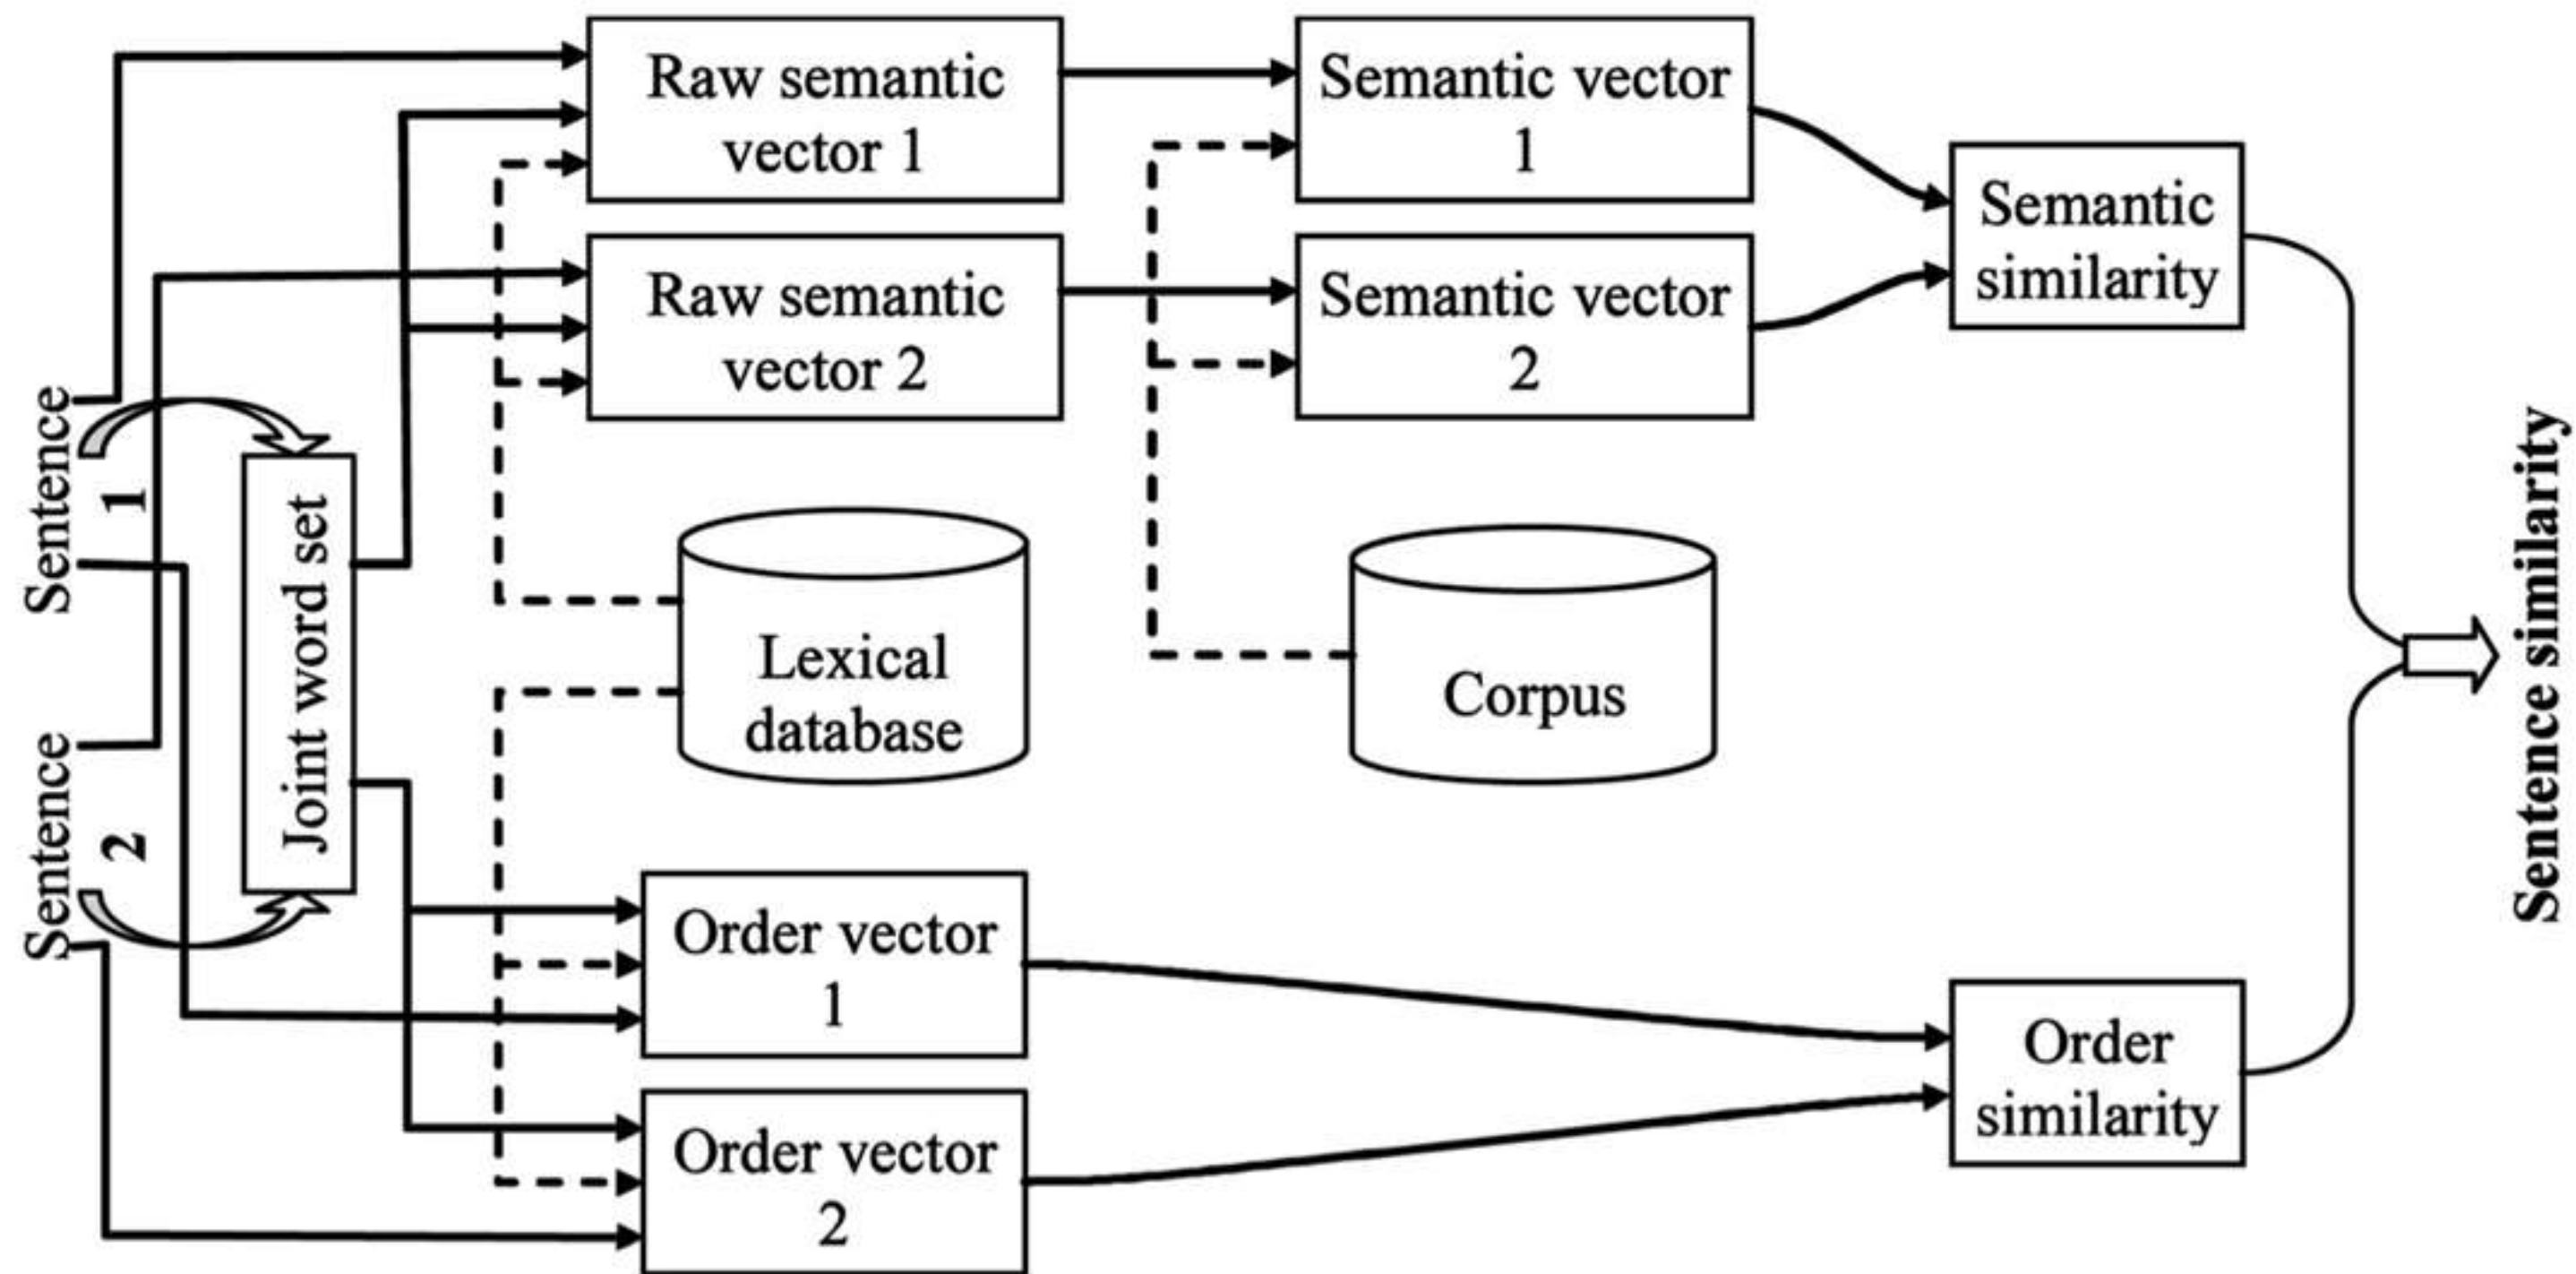 Raw semantic
vector 1
Semantic vector
1
Raw semantic
vector 2
Semantic vector
2
Semantic
similarity
Sentence
1
Sentence
2
Joint word set
Lexical
database
Corpus
Order vector
1
Order vector
2
Order
similarity
Sentence similarity